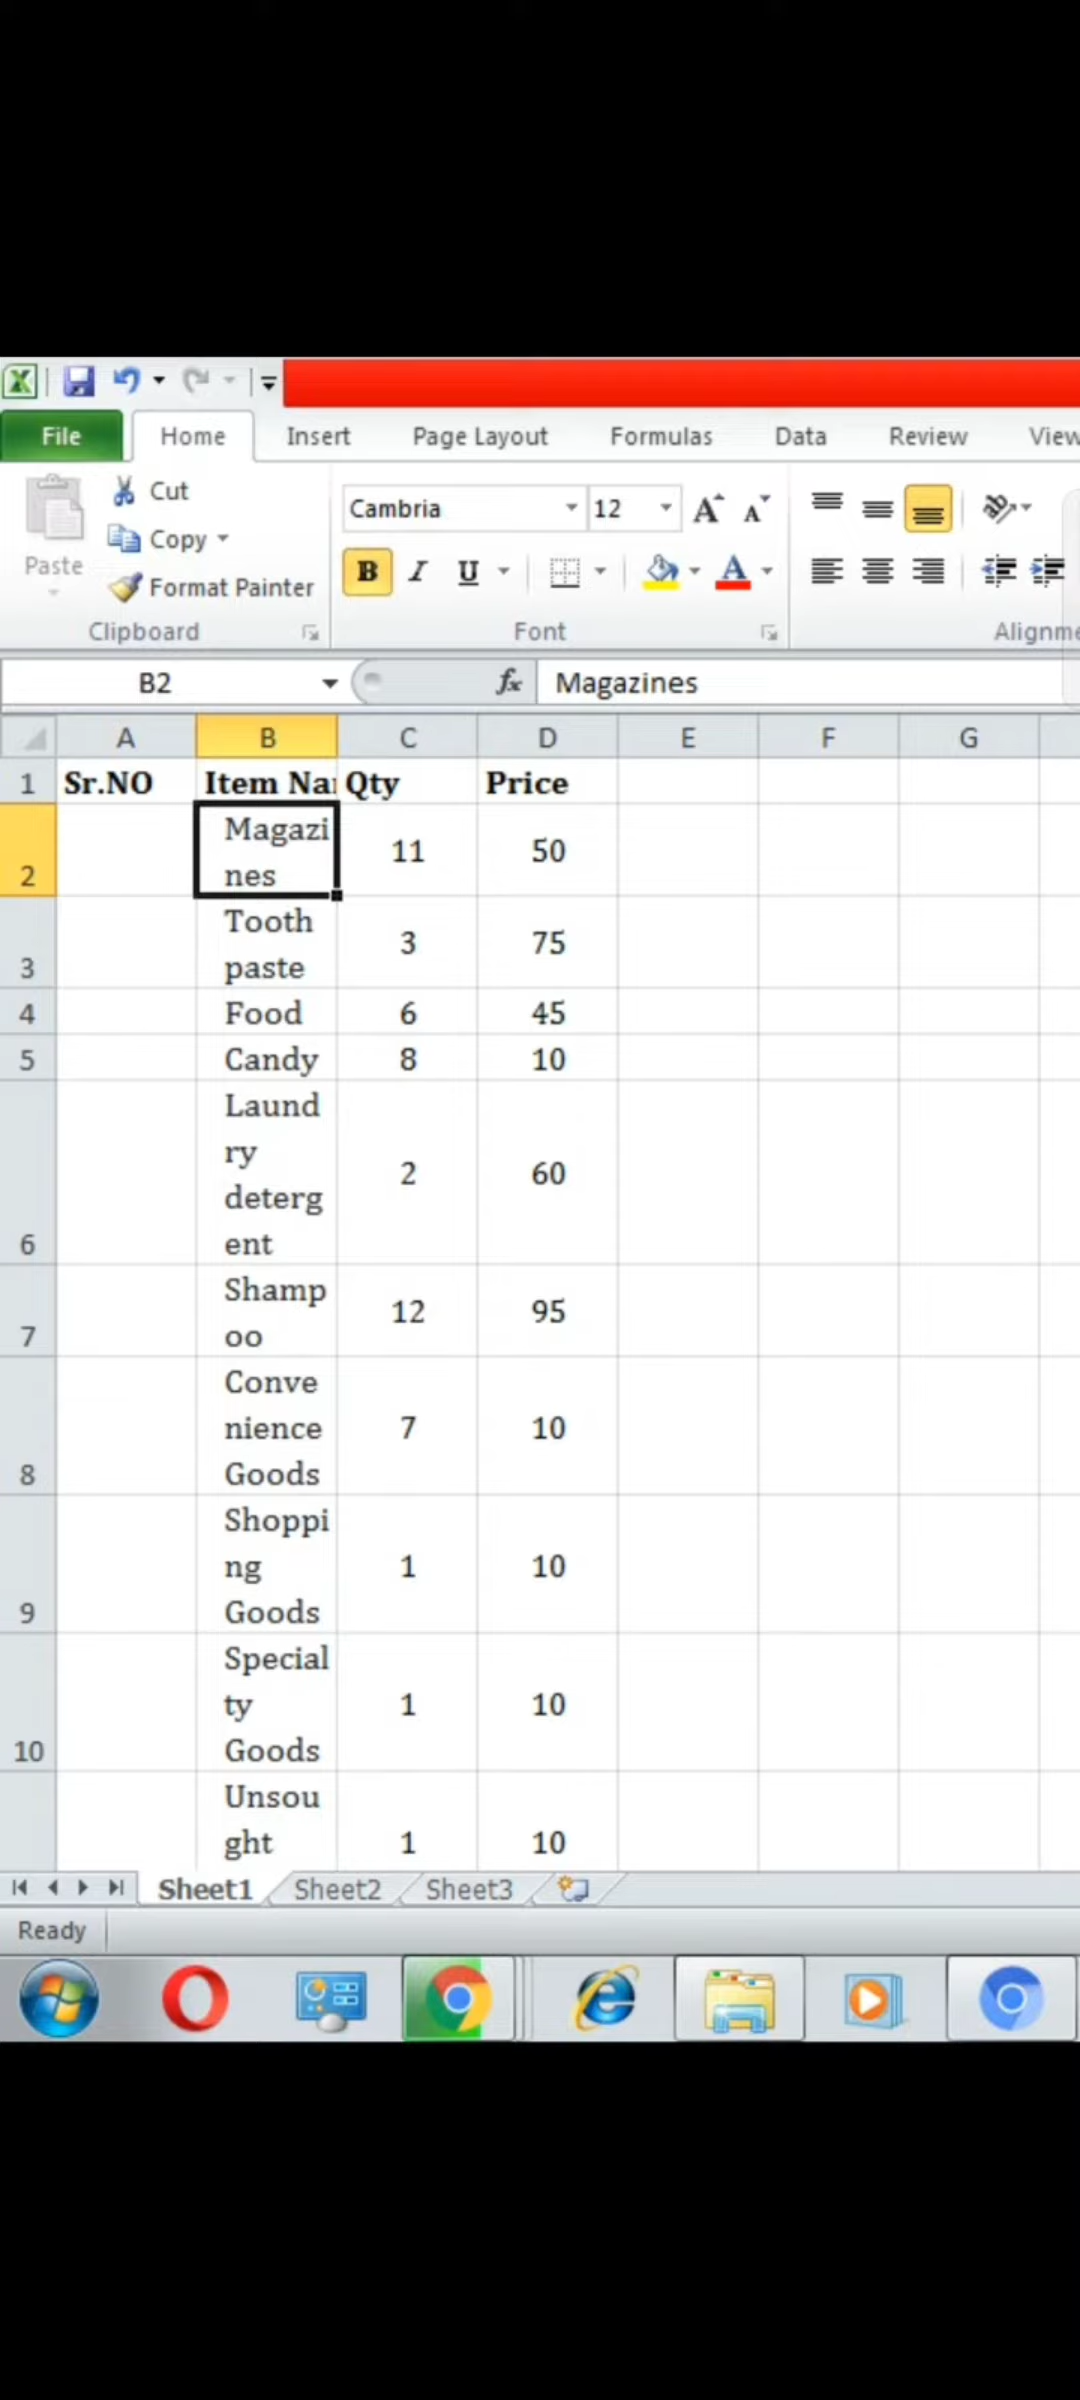 File Home Insert Page Layout Formulas Data Review View
Cut
Copy
Paste
Format Painter
Clipboard
Cambria 12
B I U A
Font
Alignme
B2 fx Magazines
A B C D E F G
1 Sr.NO Item Na Qty Price
2 Magazi
nes 11 50
3 Tooth
paste 3 75
4 Food 6 45
5 Candy 8 10
6 Laund
ry
deterg
ent 2 60
7 Shamp
oo 12 95
8 Conve
nience
Goods 7 10
9 Shoppi
ng
Goods 1 10
10 Special
ty
Goods 1 10
Unsou
ght 1 10
Sheet1 Sheet2 Sheet3
Ready